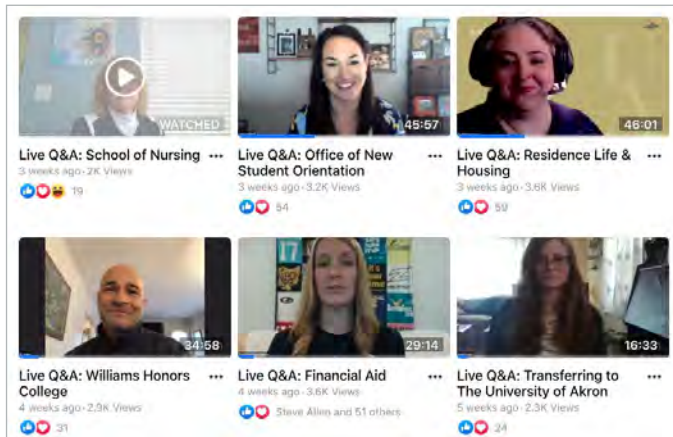 WATCHED
45:57
46:01
Live Q&A: School of Nursing
3 weeks ago · 2K Views
19
Live Q&A: Office of New
Student Orientation
3 weeks ago · 3.2K Views
54
Live Q&A: Residence Life &
Housing
3 weeks ago · 3.6K Views
59
34:58
29:14
16:33
Live Q&A: Williams Honors
College
4 weeks ago · 2.9K Views
31
Live Q&A: Financial Aid
4 weeks ago · 3.6K Views
Steve Allen and 51 others
Live Q&A: Transferring to
The University of Akron
5 weeks ago · 2.3K Views
24